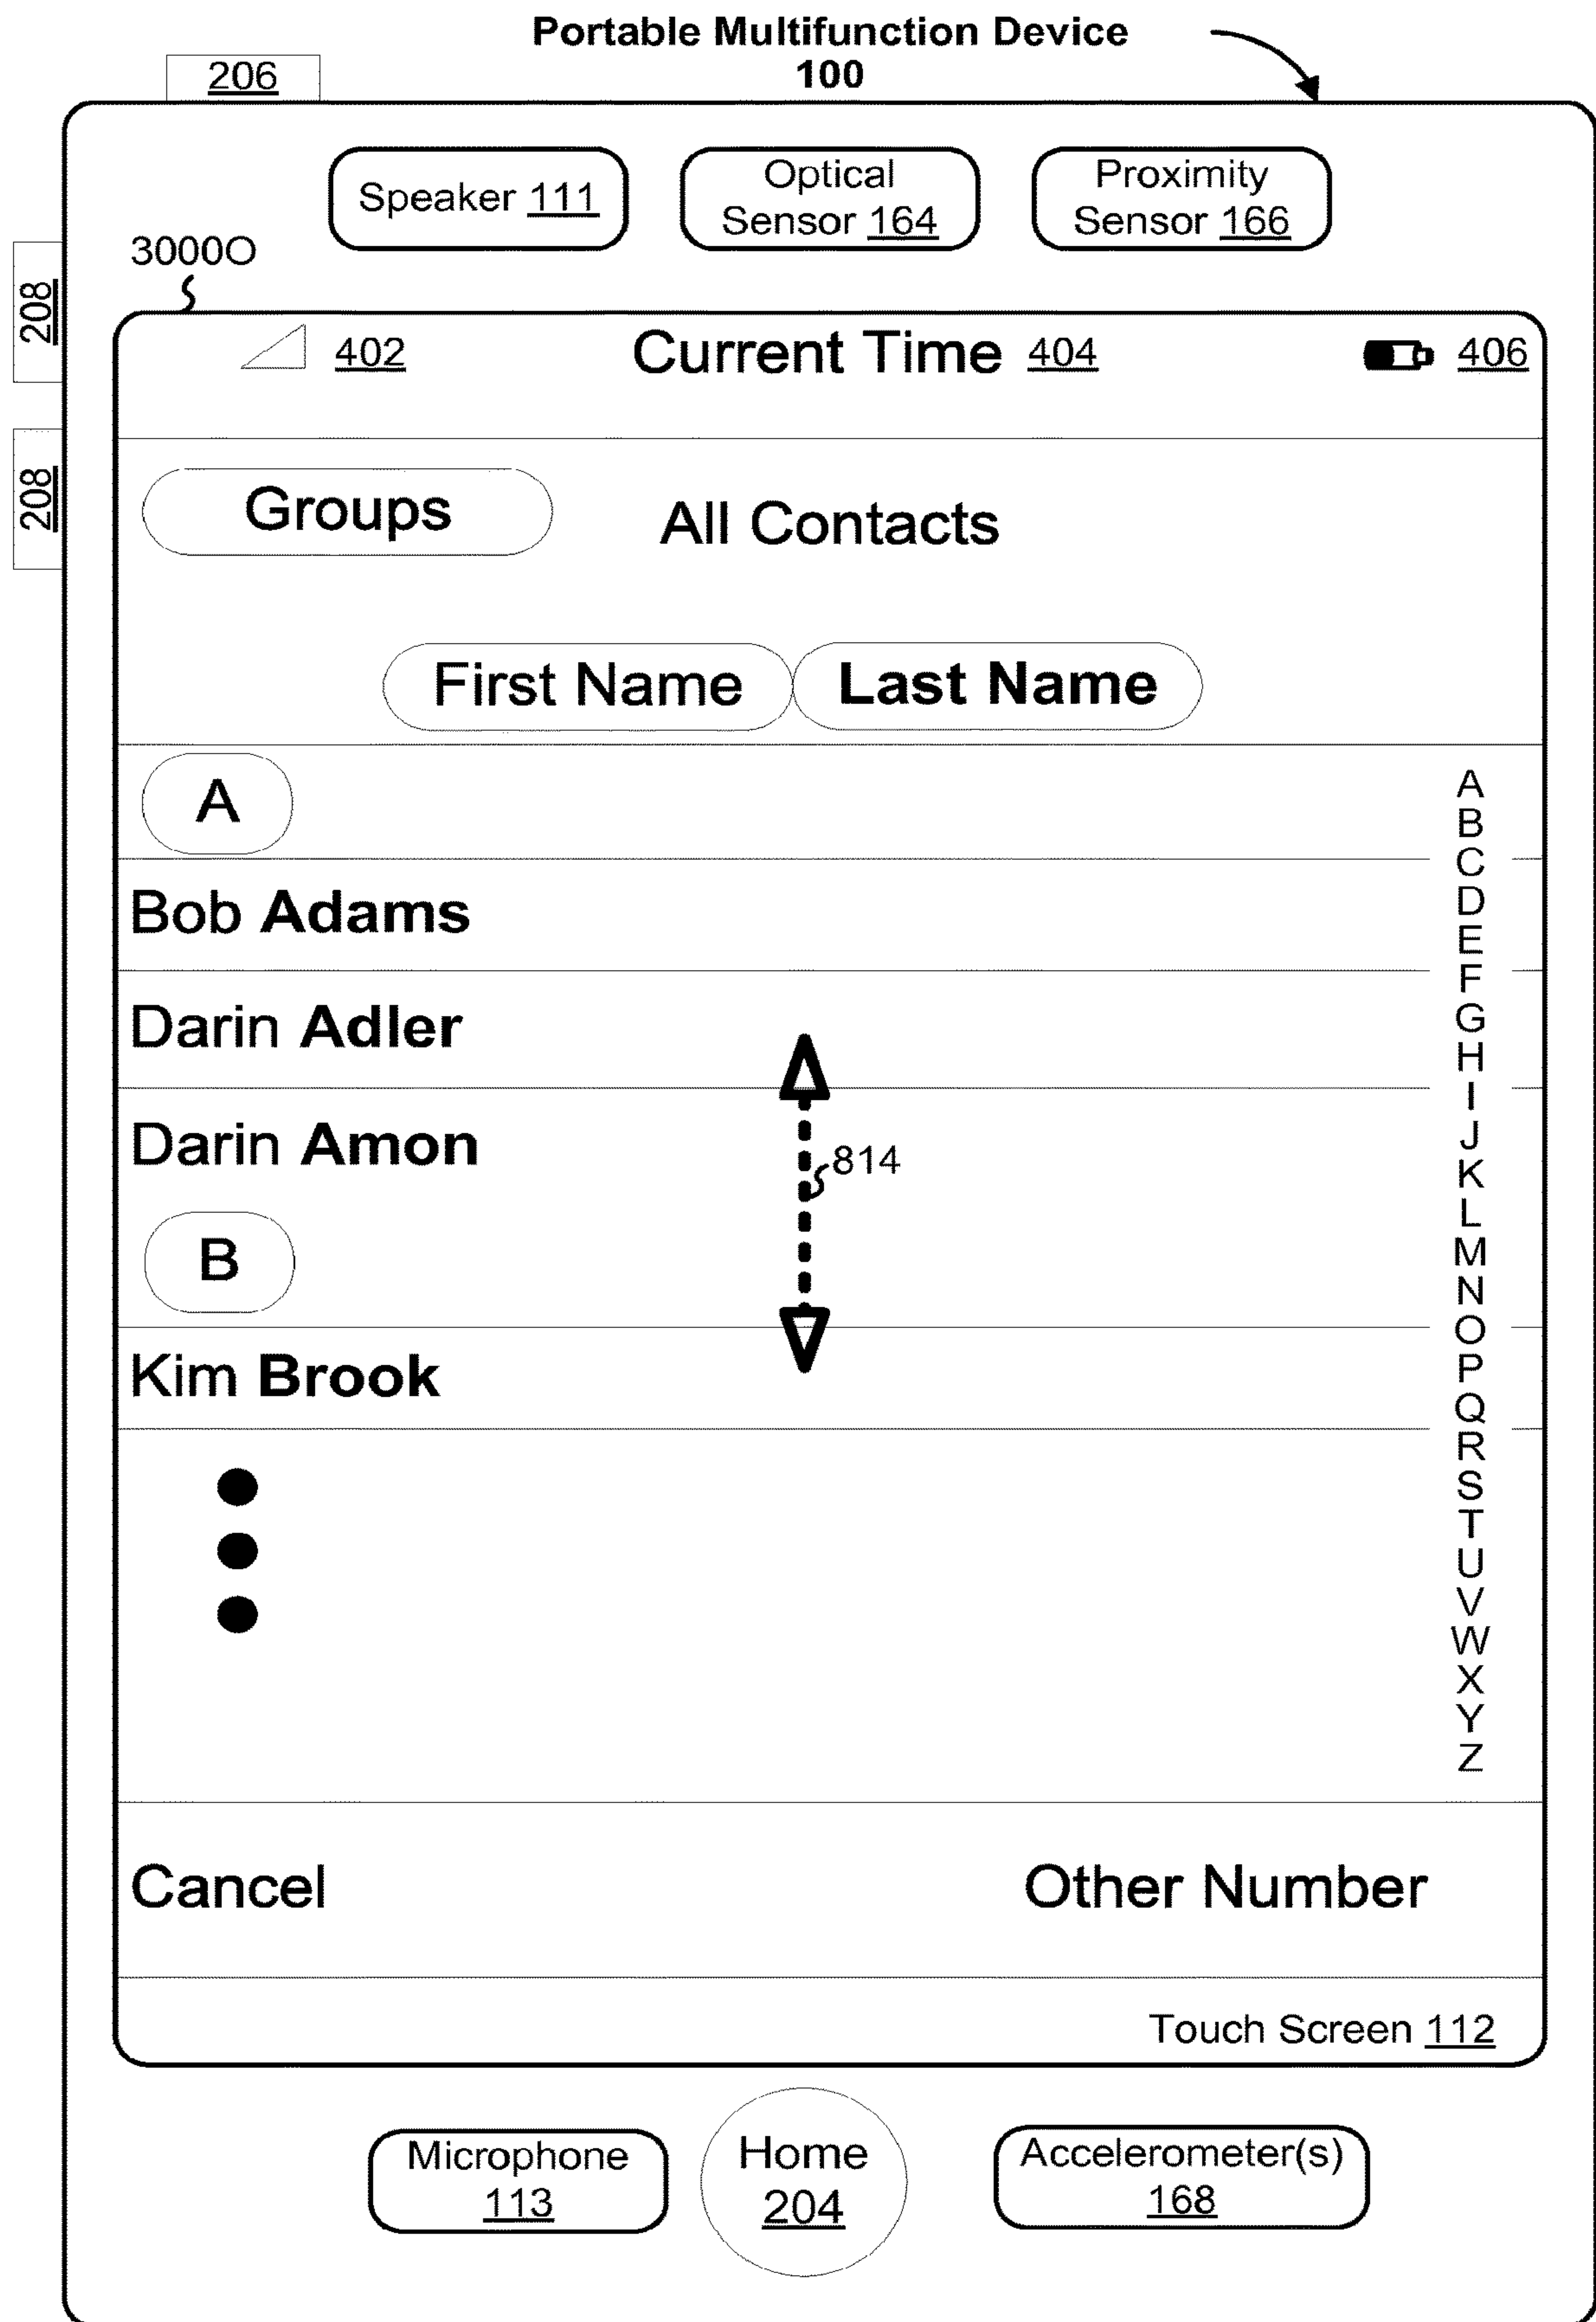 Portable Multifunction Device
100
206
Speaker 111
Optical
Sensor 164
Proximity
Sensor 166
3000O
208
208
402
Current Time 404
406
Groups
All Contacts
First Name
Last Name
A
Bob Adams
Darin Adler
Darin Amon
814
B
Kim Brook
A
B
C
D
E
F
G
H
I
J
K
L
M
N
O
P
Q
R
S
T
U
V
W
X
Y
Z
Cancel
Other Number
Touch Screen 112
Microphone
113
Home
204
Accelerometer(s)
168